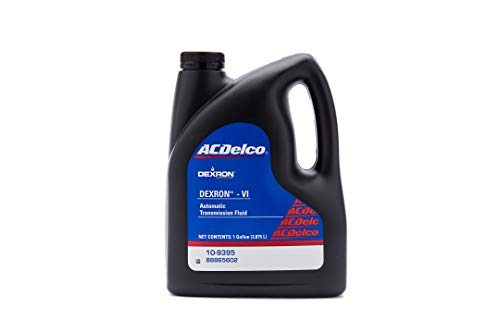 ACDelco®
DEXRON
DEXRON™ - VI
Automatic
Transmission Fluid
NET CONTENTS: 1 Gallon (3.875 L)
ACDelco
ACDelco
ACDelco
ACDelco
10-9395
88865602